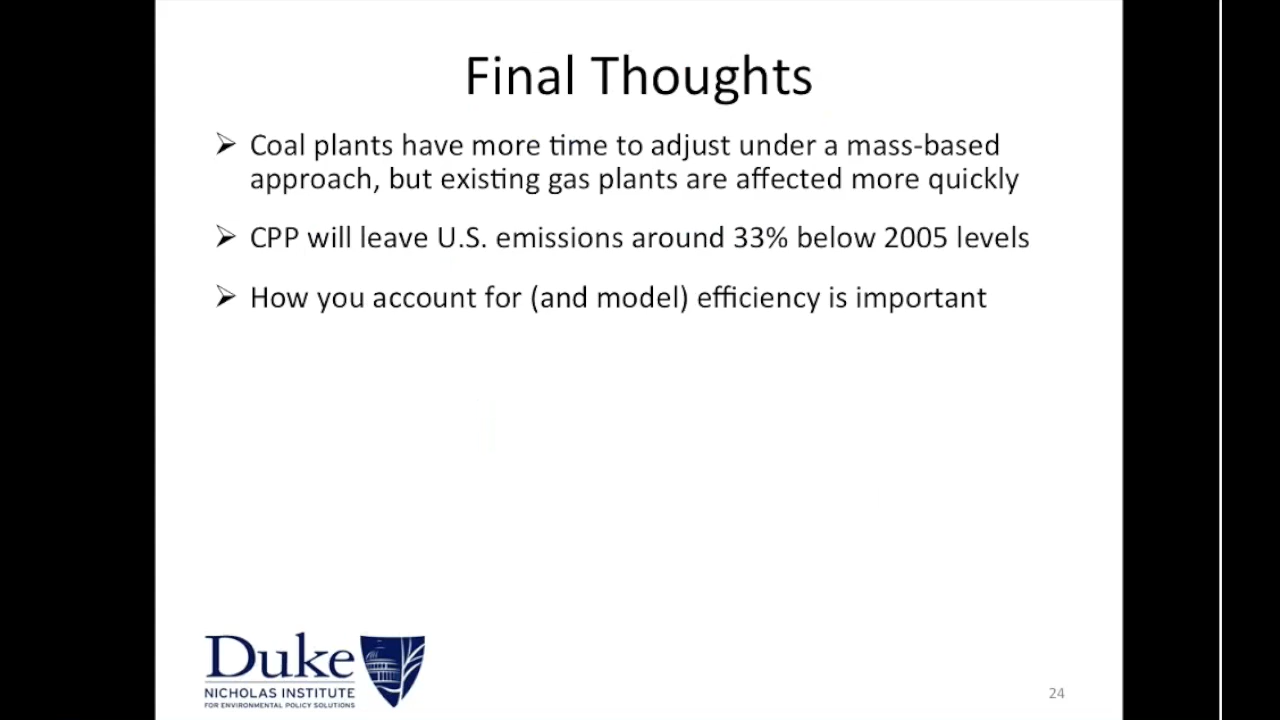 Final Thoughts
➢ Coal plants have more time to adjust under a mass-based
approach, but existing gas plants are affected more quickly
➢ CPP will leave U.S. emissions around 33% below 2005 levels
➢ How you account for (and model) efficiency is important
Duke
NICHOLAS INSTITUTE
FOR ENVIRONMENTAL POLICY SOLUTIONS
24